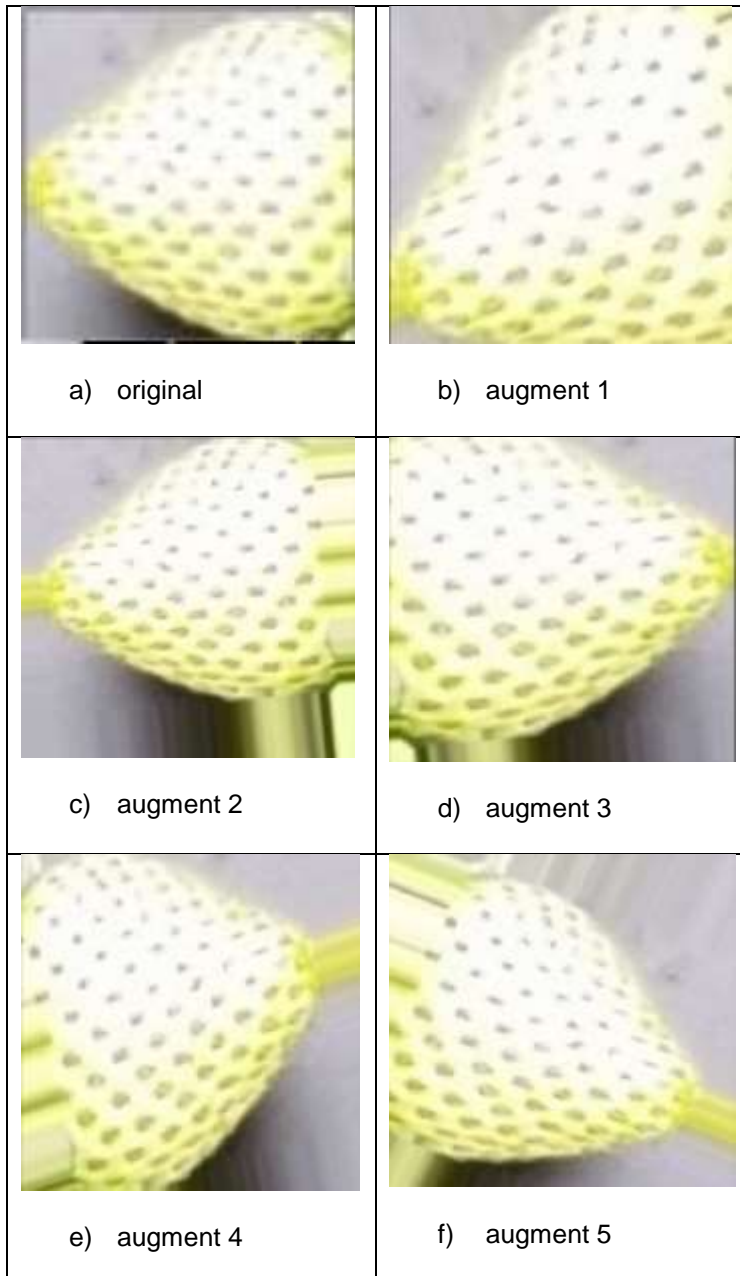 a) original
b) augment 1
c) augment 2
d) augment 3
e) augment 4
f) augment 5